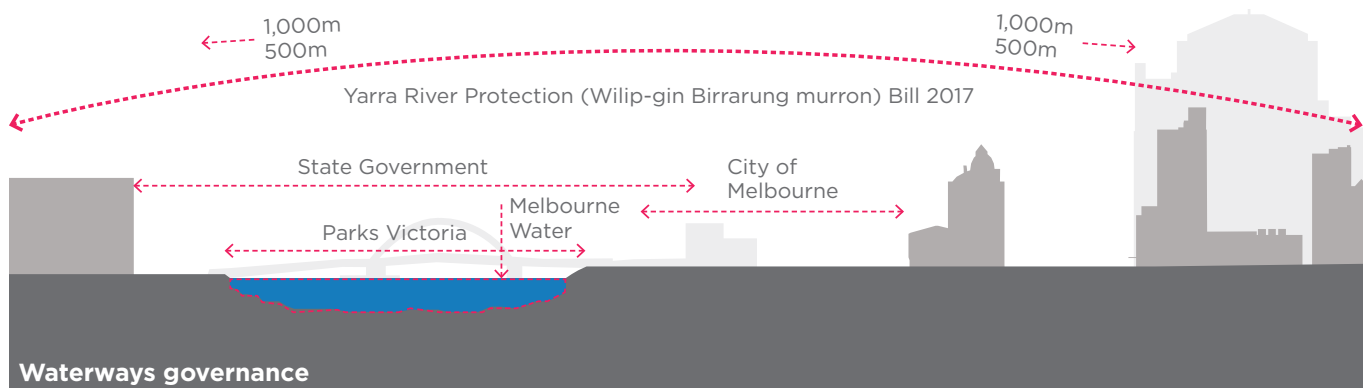 1,000m
500m
1,000m
500m
Yarra River Protection (Wilip-gin Birrarung murron) Bill 2017
State Government
City of
Melbourne
Melbourne
Water
Parks Victoria
Waterways governance